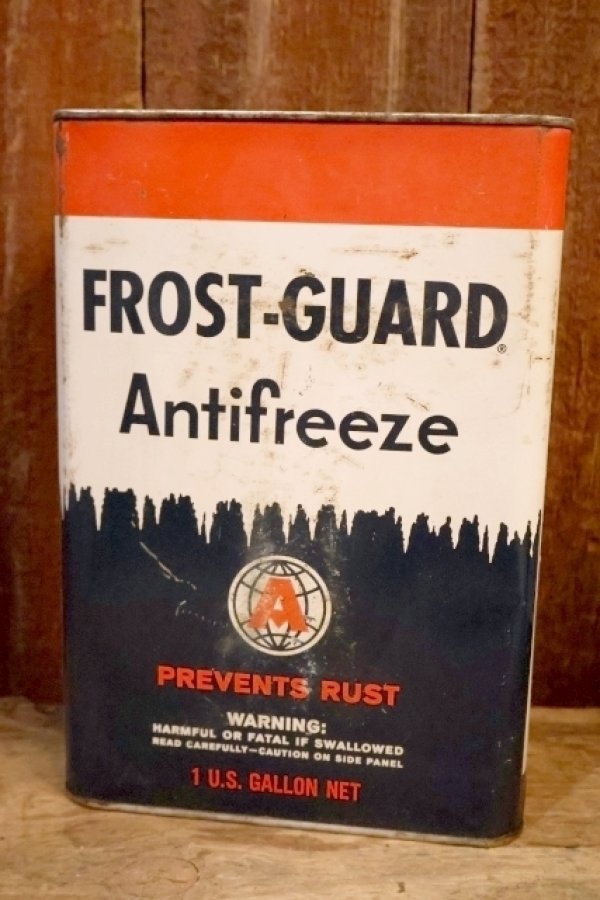 FROST-GUARD®
Antifreeze
A
PREVENTS RUST
WARNING:
HARMFUL OR FATAL IF SWALLOWED
READ CAREFULLY—CAUTION ON SIDE PANEL
1 U.S. GALLON NET